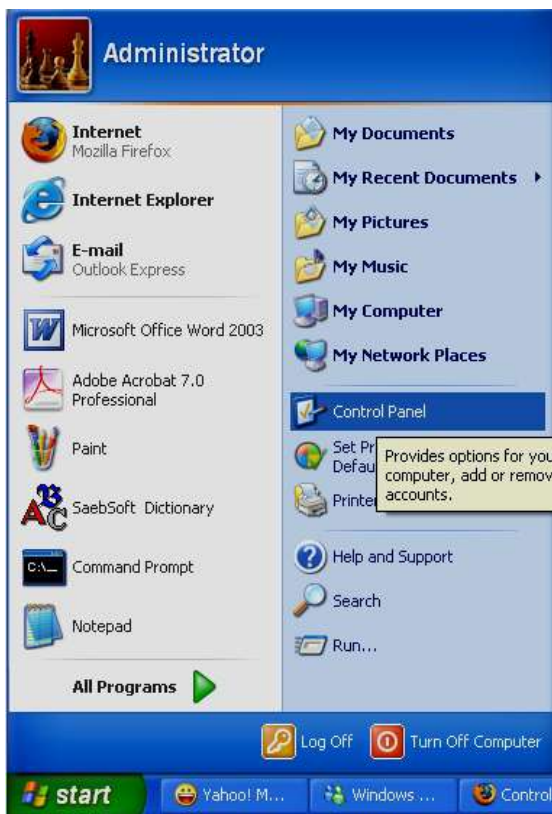 Administrator
Internet
Mozilla Firefox
Internet Explorer
E-mail
Outlook Express
Microsoft Office Word 2003
Adobe Acrobat 7.0
Professional
Paint
SaebSoft Dictionary
C:\_
Command Prompt
Notepad
All Programs
My Documents
My Recent Documents
My Pictures
My Music
My Computer
My Network Places
Control Panel
Set Pr
Defau
Printe
Provides options for you
computer, add or remov
accounts.
Help and Support
Search
Run...
Log Off
Turn Off Computer
start
Yahoo! M...
Windows ...
Control